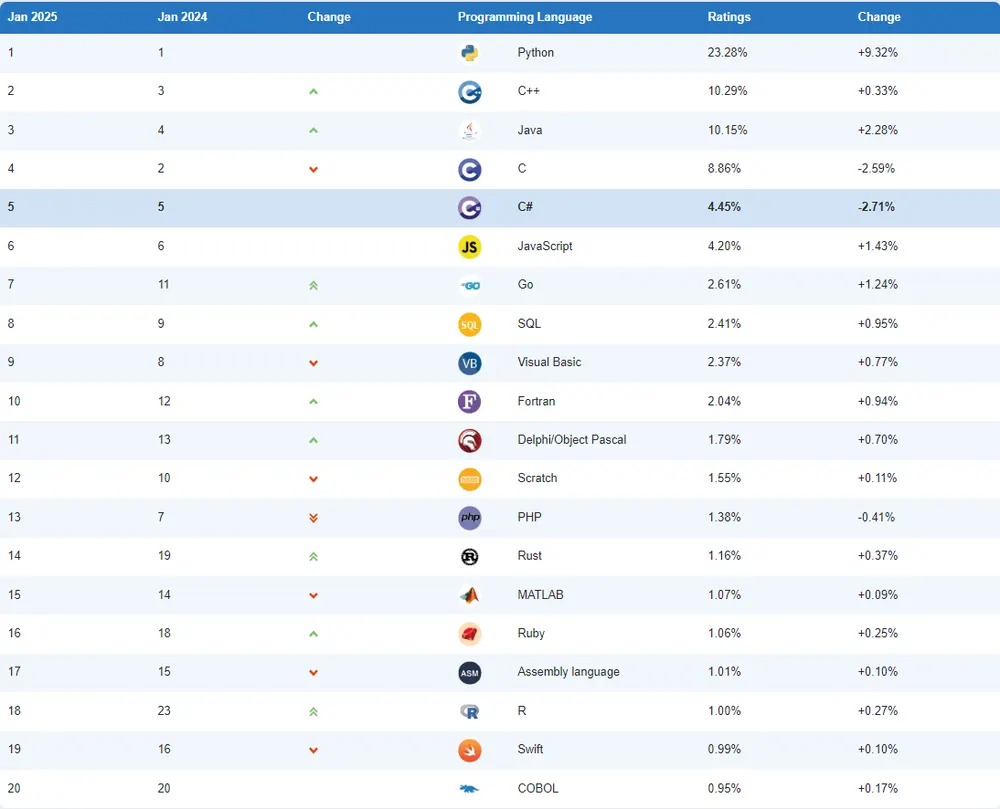 Jan 2025 Jan 2024 Change Programming Language Ratings Change
1 1 Python 23.28% +9.32%
2 3 C++ 10.29% +0.33%
3 4 Java 10.15% +2.28%
4 2 C 8.86% -2.59%
5 5 C# 4.45% -2.71%
6 6 JS JavaScript 4.20% +1.43%
7 11 GO Go 2.61% +1.24%
8 9 SQL SQL 2.41% +0.95%
9 8 VB Visual Basic 2.37% +0.77%
10 12 F Fortran 2.04% +0.94%
11 13 Delphi/Object Pascal 1.79% +0.70%
12 10 Scratch 1.55% +0.11%
13 7 php PHP 1.38% -0.41%
14 19 R Rust 1.16% +0.37%
15 14 MATLAB 1.07% +0.09%
16 18 Ruby 1.06% +0.25%
17 15 ASM Assembly language 1.01% +0.10%
18 23 R R 1.00% +0.27%
19 16 Swift 0.99% +0.10%
20 20 COBOL 0.95% +0.17%